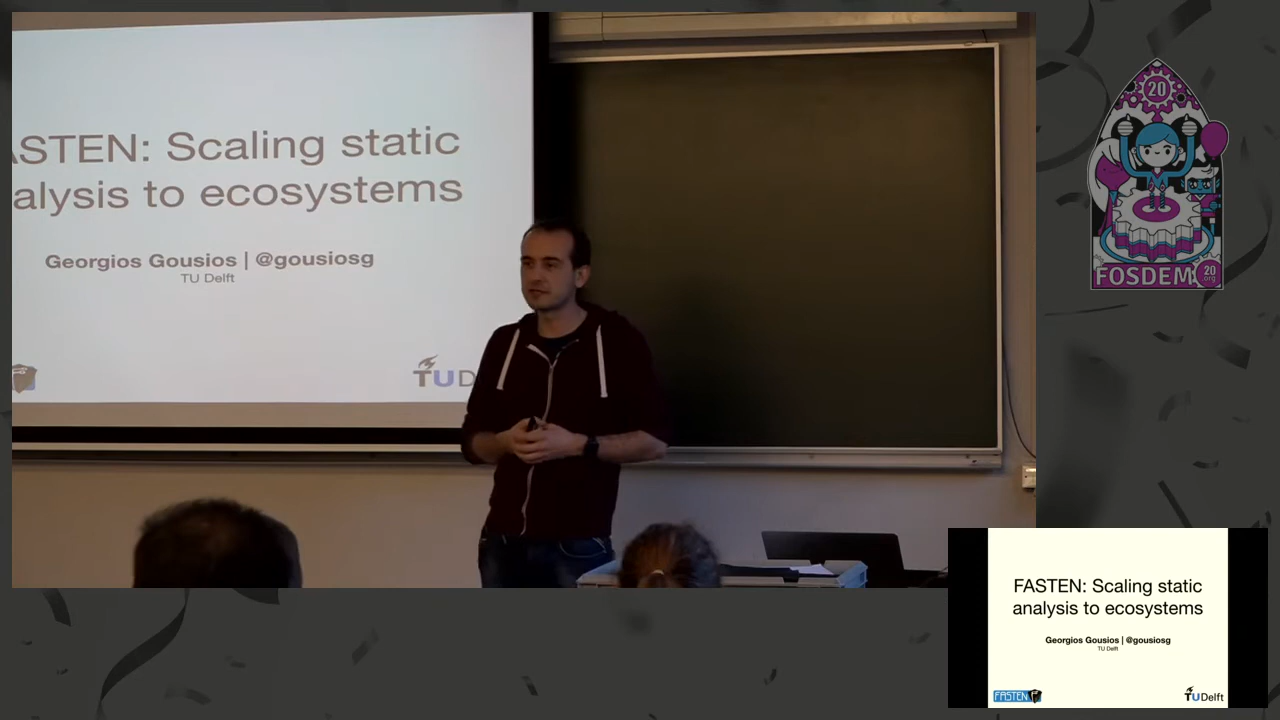 ASTEN: Scaling static
alysis to ecosystems
Georgios Gousios | @gousiosg
TU Delft
TU D
20
FOSDEM
20
.org
FASTEN: Scaling static
analysis to ecosystems
Georgios Gousios | @gousiosg
TU Delft
FASTEN
TU Delft